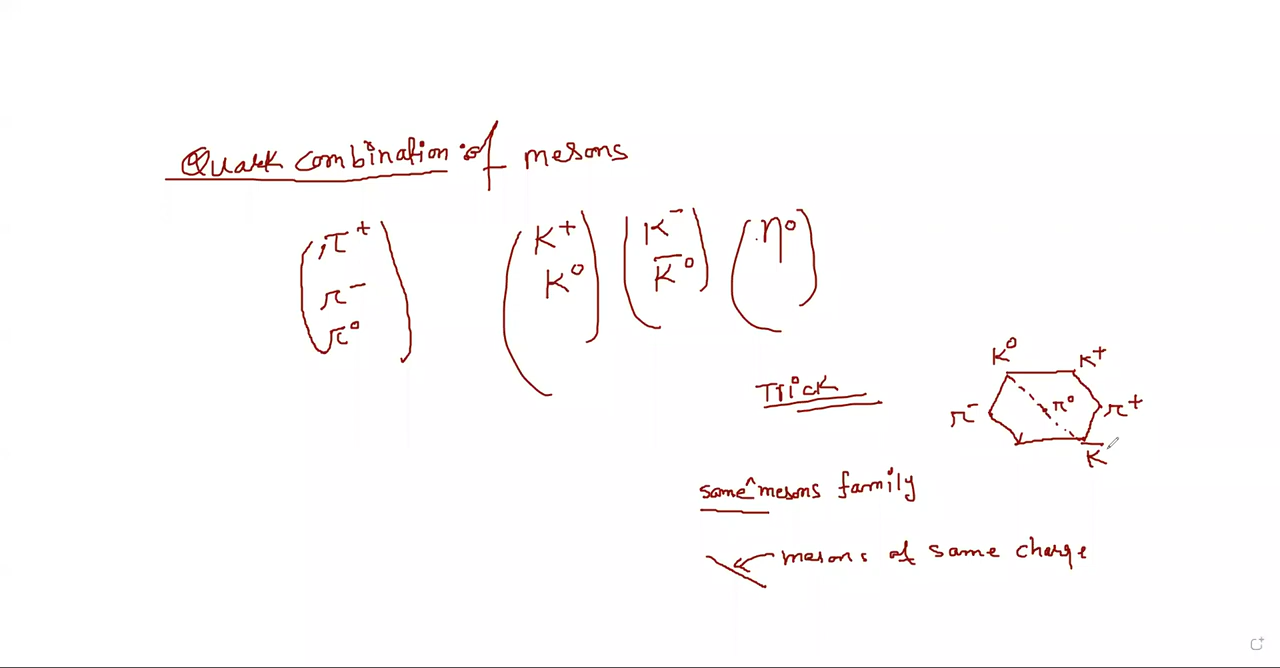 Quark combination of mesons
π+ K+ K- η0
π- K0 K̄0
π0
K0 K+
Trick
π- π0 π+
K̄
same^mesons family
mesons of same charge